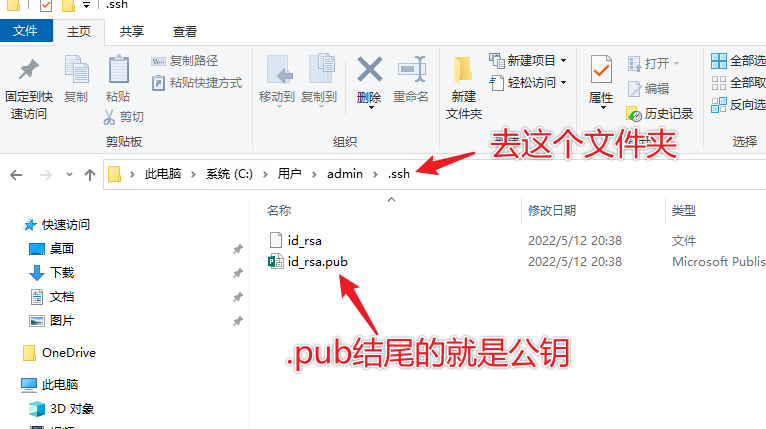 .ssh
文件 主页 共享 查看
固定到快速访问
复制
粘贴
复制路径
粘贴快捷方式
剪切
剪贴板
移动到
复制到
删除
重命名
组织
新建文件夹
新建项目
轻松访问
属性
打开
编辑
历史记录
全部选
全部取
反向选
选择
去这个文件夹
此电脑 系统 (C:) 用户 admin .ssh
名称 修改日期 类型
id_rsa 2022/5/12 20:38 文件
id_rsa.pub 2022/5/12 20:38 Microsoft Publis
.pub结尾的就是公钥
快速访问
桌面
下载
文档
图片
OneDrive
此电脑
3D 对象